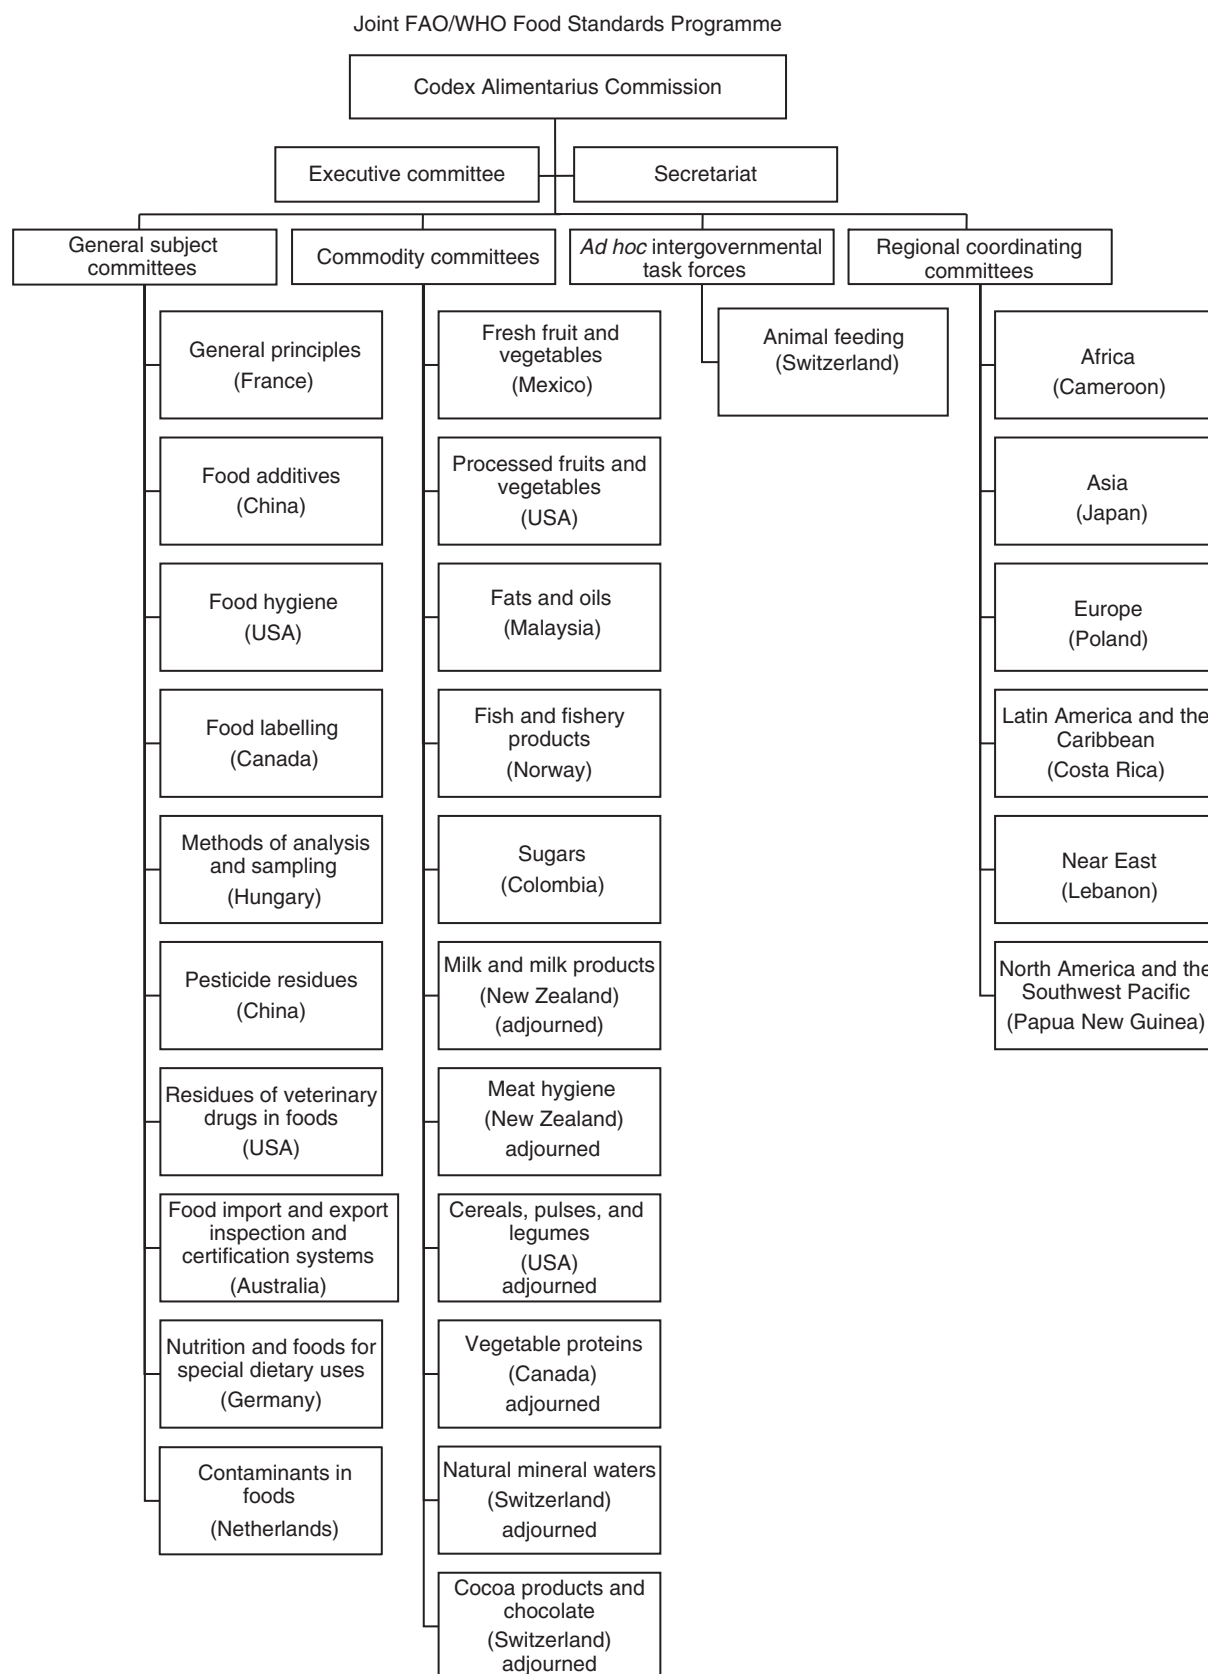 Joint FAO/WHO Food Standards Programme
Codex Alimentarius Commission
Executive committee
Secretariat
General subject
committees
Commodity committees
Ad hoc intergovernmental
task forces
Regional coordinating
committees
General principles
(France)
Food additives
(China)
Food hygiene
(USA)
Food labelling
(Canada)
Methods of analysis
and sampling
(Hungary)
Pesticide residues
(China)
Residues of veterinary
drugs in foods
(USA)
Food import and export
inspection and
certification systems
(Australia)
Nutrition and foods for
special dietary uses
(Germany)
Contaminants in
foods
(Netherlands)
Fresh fruit and
vegetables
(Mexico)
Processed fruits and
vegetables
(USA)
Fats and oils
(Malaysia)
Fish and fishery
products
(Norway)
Sugars
(Colombia)
Milk and milk products
(New Zealand)
(adjourned)
Meat hygiene
(New Zealand)
adjourned
Cereals, pulses, and
legumes
(USA)
adjourned
Vegetable proteins
(Canada)
adjourned
Natural mineral waters
(Switzerland)
adjourned
Cocoa products and
chocolate
(Switzerland)
adjourned
Animal feeding
(Switzerland)
Africa
(Cameroon)
Asia
(Japan)
Europe
(Poland)
Latin America and the
Caribbean
(Costa Rica)
Near East
(Lebanon)
North America and the
Southwest Pacific
(Papua New Guinea)